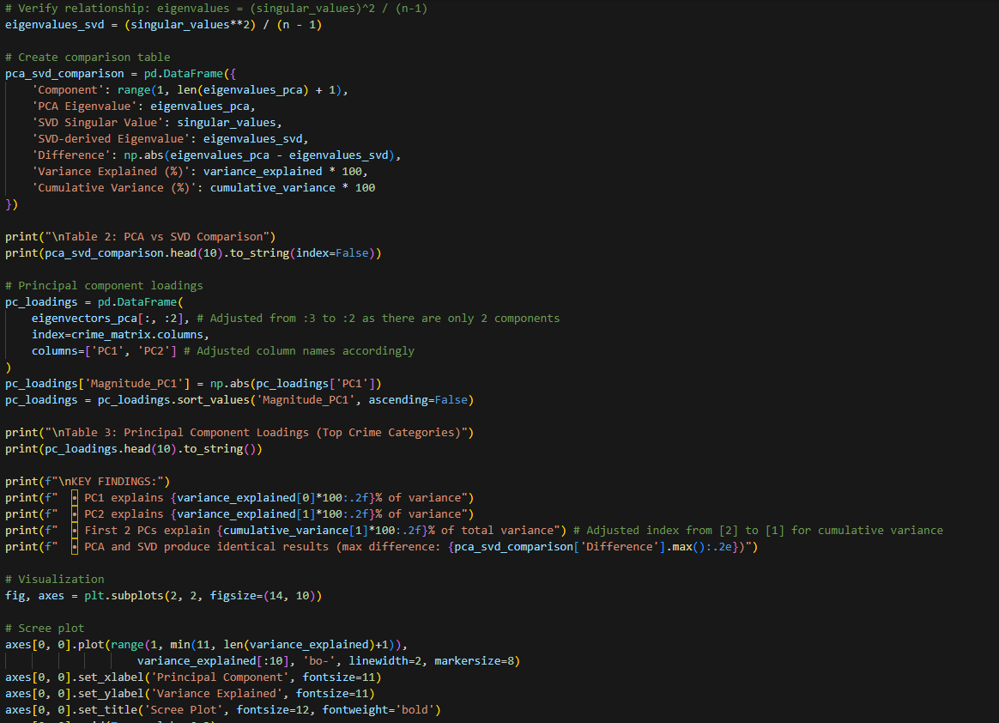 # Verify relationship: eigenvalues = (singular_values)^2 / (n-1)
eigenvalues_svd = (singular_values**2) / (n - 1)
# Create comparison table
pca_svd_comparison = pd.DataFrame({
    'Component': range(1, len(eigenvalues_pca) + 1),
    'PCA Eigenvalue': eigenvalues_pca,
    'SVD Singular Value': singular_values,
    'SVD-derived Eigenvalue': eigenvalues_svd,
    'Difference': np.abs(eigenvalues_pca - eigenvalues_svd),
    'Variance Explained (%)': variance_explained * 100,
    'Cumulative Variance (%)': cumulative_variance * 100
})
print("\nTable 2: PCA vs SVD Comparison")
print(pca_svd_comparison.head(10).to_string(index=False))
# Principal component loadings
pc_loadings = pd.DataFrame(
    eigenvectors_pca[:, :2], # Adjusted from :3 to :2 as there are only 2 components
    index=crime_matrix.columns,
    columns=['PC1', 'PC2'] # Adjusted column names accordingly
)
pc_loadings['Magnitude_PC1'] = np.abs(pc_loadings['PC1'])
pc_loadings = pc_loadings.sort_values('Magnitude_PC1', ascending=False)
print("\nTable 3: Principal Component Loadings (Top Crime Categories)")
print(pc_loadings.head(10).to_string())
print(f"\nKEY FINDINGS:")
print(f"  • PC1 explains {variance_explained[0]*100:.2f}% of variance")
print(f"  • PC2 explains {variance_explained[1]*100:.2f}% of variance")
print(f"  • First 2 PCs explain {cumulative_variance[1]*100:.2f}% of total variance") # Adjusted index from [2] to [1] for cumulative variance
print(f"  • PCA and SVD produce identical results (max difference: {pca_svd_comparison['Difference'].max():.2e})")
# Visualization
fig, axes = plt.subplots(2, 2, figsize=(14, 10))
# Scree plot
axes[0, 0].plot(range(1, min(11, len(variance_explained)+1)),
                    variance_explained[:10], 'bo-', linewidth=2, markersize=8)
axes[0, 0].set_xlabel('Principal Component', fontsize=11)
axes[0, 0].set_ylabel('Variance Explained', fontsize=11)
axes[0, 0].set_title('Scree Plot', fontsize=12, fontweight='bold')